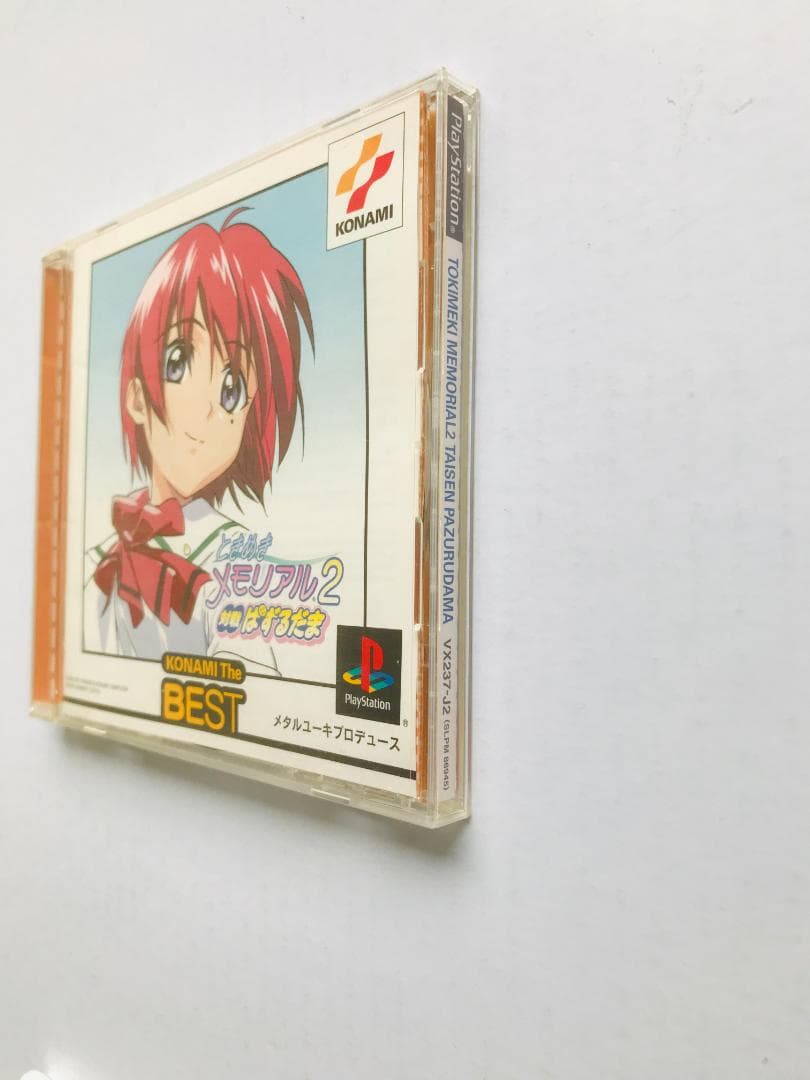 KONAMI
ときめき
メモリアル2
対戦ぱずるだま
KONAMI The
BEST
PlayStation
®
メタルユーキプロデュース
PlayStation®
TOKIMEKI MEMORIAL2 TAISEN PAZURUDAMA VX237-J2 (SLPM 86945)